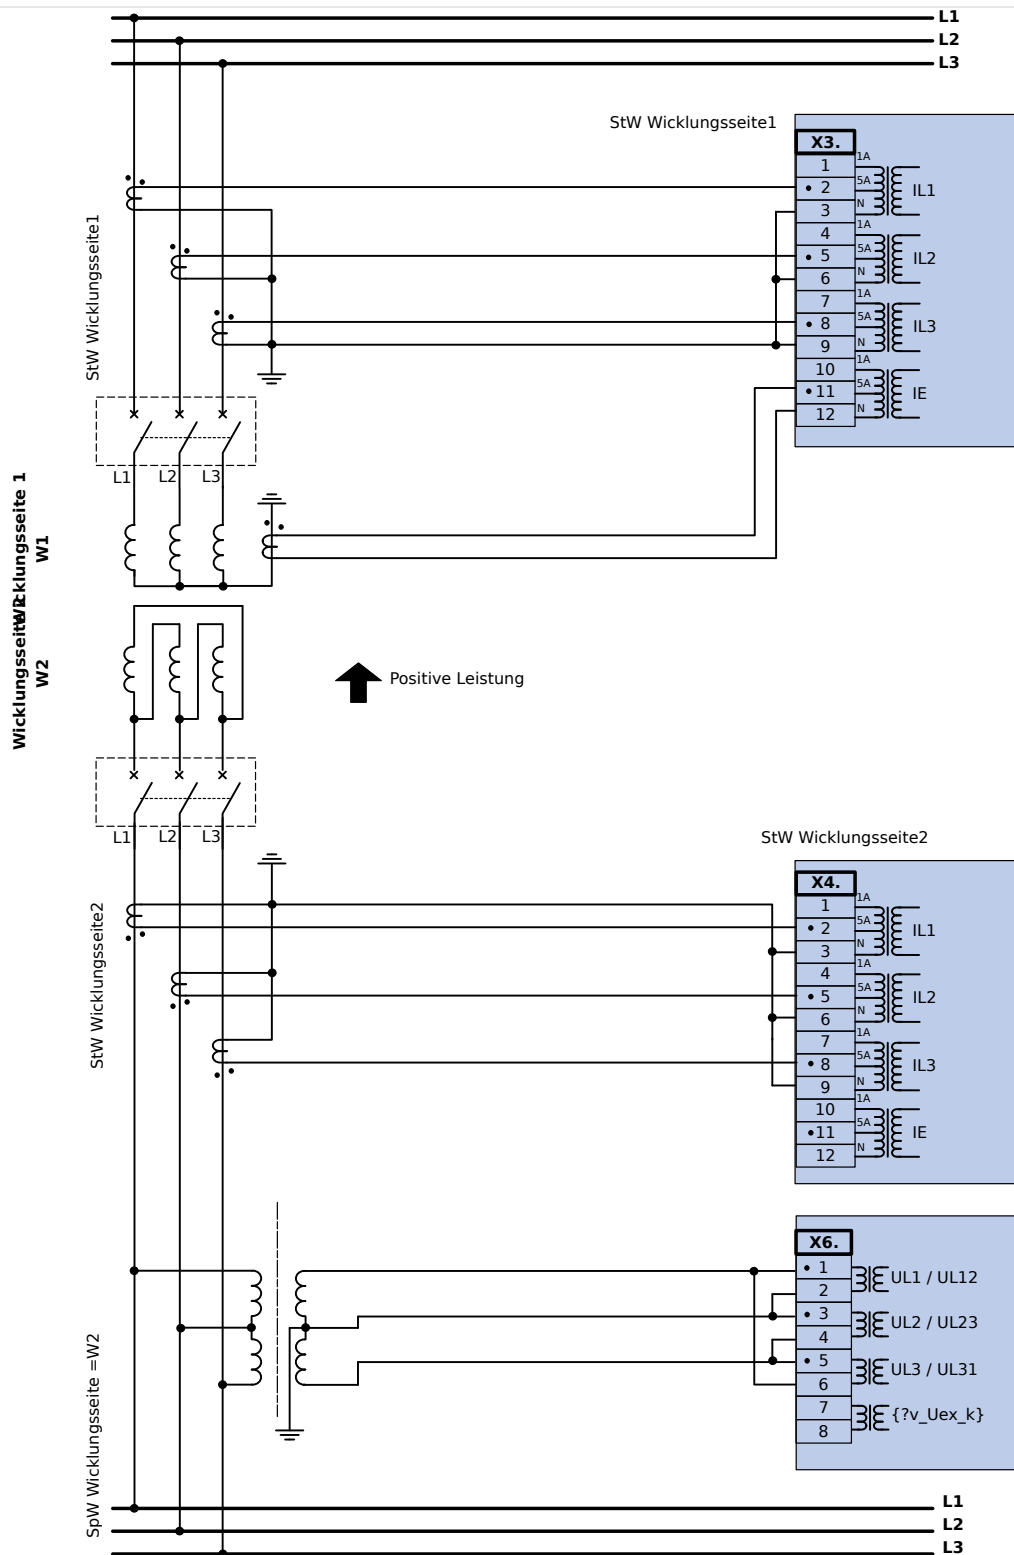 L1
L2
L3
StW Wicklungsseite1
X3.
1
2
3
4
5
6
7
8
9
10
11
12
1A
5A
N
IL1
1A
5A
N
IL2
1A
5A
N
IL3
1A
5A
N
IE
StW Wicklungsseite1
L1
L2
L3
Wicklungsseite 1
W1
Wicklungsseite
W2
Positive Leistung
L1
L2
L3
StW Wicklungsseite2
X4.
1
2
3
4
5
6
7
8
9
10
11
12
1A
5A
N
IL1
1A
5A
N
IL2
1A
5A
N
IL3
1A
5A
N
IE
StW Wicklungsseite2
X6.
1
2
3
4
5
6
7
8
UL1 / UL12
UL2 / UL23
UL3 / UL31
{?v_Uex_k}
SpW Wicklungsseite =W2
L1
L2
L3